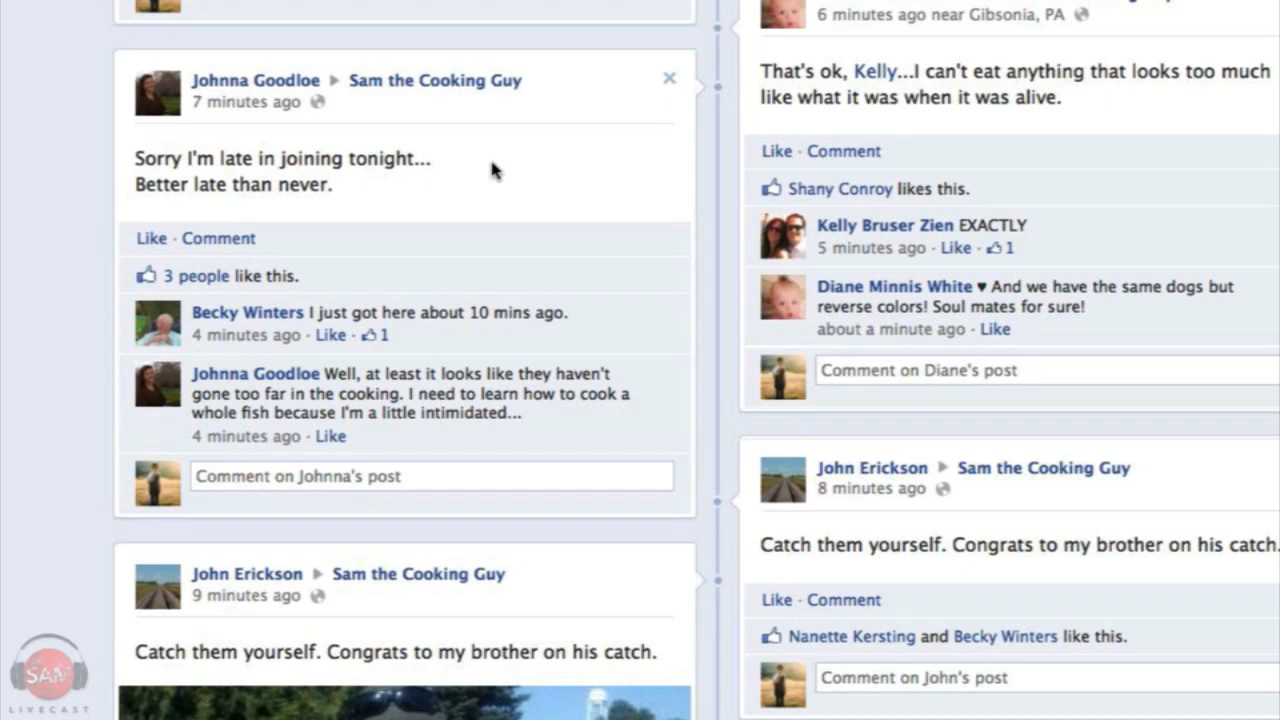 Johnna Goodloe ▶ Sam the Cooking Guy
7 minutes ago
Sorry I'm late in joining tonight...
Better late than never.
Like · Comment
3 people like this.
Becky Winters I just got here about 10 mins ago.
4 minutes ago · Like · 1
Johnna Goodloe Well, at least it looks like they haven't
gone too far in the cooking. I need to learn how to cook a
whole fish because I'm a little intimidated...
4 minutes ago · Like
Comment on Johnna's post
John Erickson ▶ Sam the Cooking Guy
9 minutes ago
Catch them yourself. Congrats to my brother on his catch.
6 minutes ago near Gibsonia, PA
That's ok, Kelly...I can't eat anything that looks too much
like what it was when it was alive.
Like · Comment
Shany Conroy likes this.
Kelly Bruser Zien EXACTLY
5 minutes ago · Like · 1
Diane Minnis White ♥ And we have the same dogs but
reverse colors! Soul mates for sure!
about a minute ago · Like
Comment on Diane's post
John Erickson ▶ Sam the Cooking Guy
8 minutes ago
Catch them yourself. Congrats to my brother on his catch.
Like · Comment
Nanette Kersting and Becky Winters like this.
Comment on John's post
SAM
LIVECAST